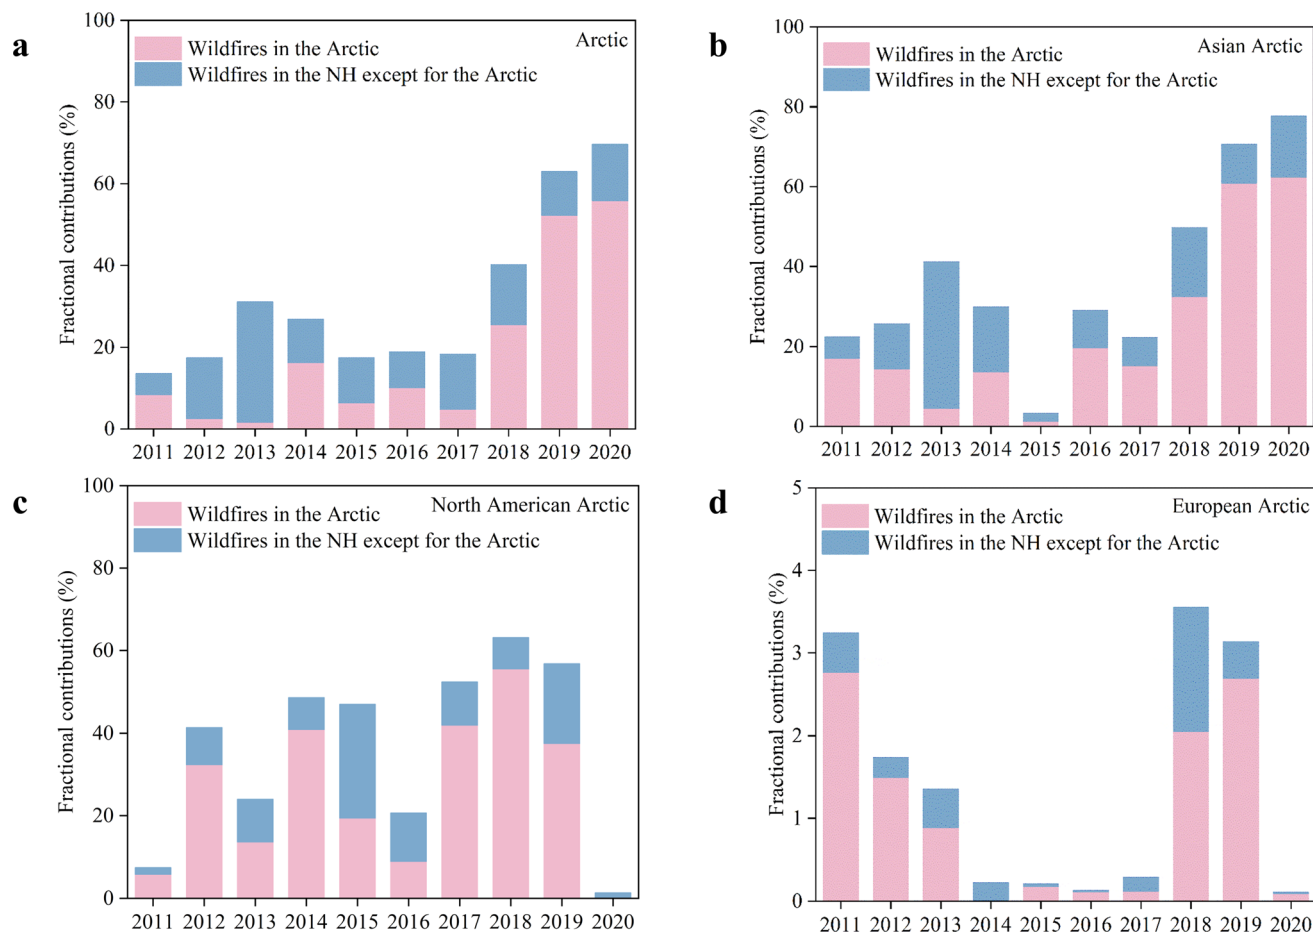 a
Arctic
Wildfires in the Arctic
Wildfires in the NH except for the Arctic
Fractional contributions (%)
100
80
60
40
20
0
2011 2012 2013 2014 2015 2016 2017 2018 2019 2020
b
Asian Arctic
Wildfires in the Arctic
Wildfires in the NH except for the Arctic
Fractional contributions (%)
100
80
60
40
20
0
2011 2012 2013 2014 2015 2016 2017 2018 2019 2020
c
North American Arctic
Wildfires in the Arctic
Wildfires in the NH except for the Arctic
Fractional contributions (%)
100
80
60
40
20
0
2011 2012 2013 2014 2015 2016 2017 2018 2019 2020
d
European Arctic
Wildfires in the Arctic
Wildfires in the NH except for the Arctic
Fractional contributions (%)
5
4
3
2
1
0
2011 2012 2013 2014 2015 2016 2017 2018 2019 2020